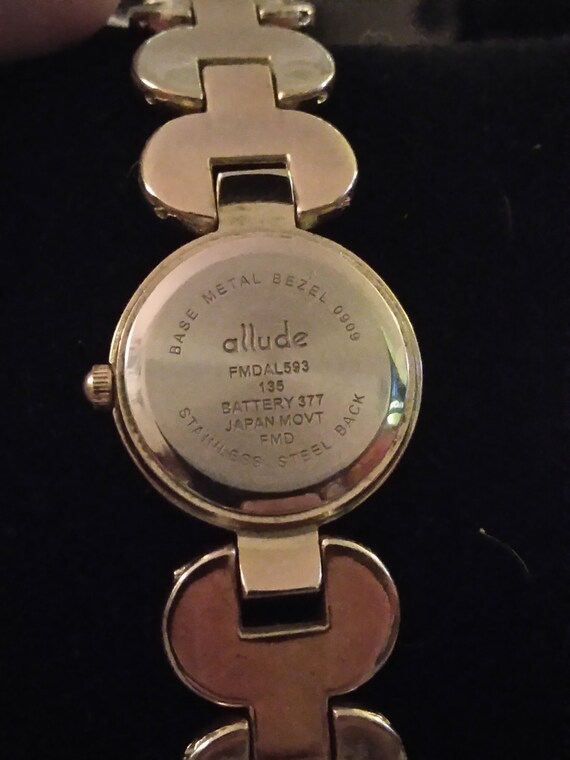 BASE METAL BEZEL 0909
allude
FMDAL593
135
BATTERY 377
JAPAN MOVT
FMD
STAINLESS STEEL BACK